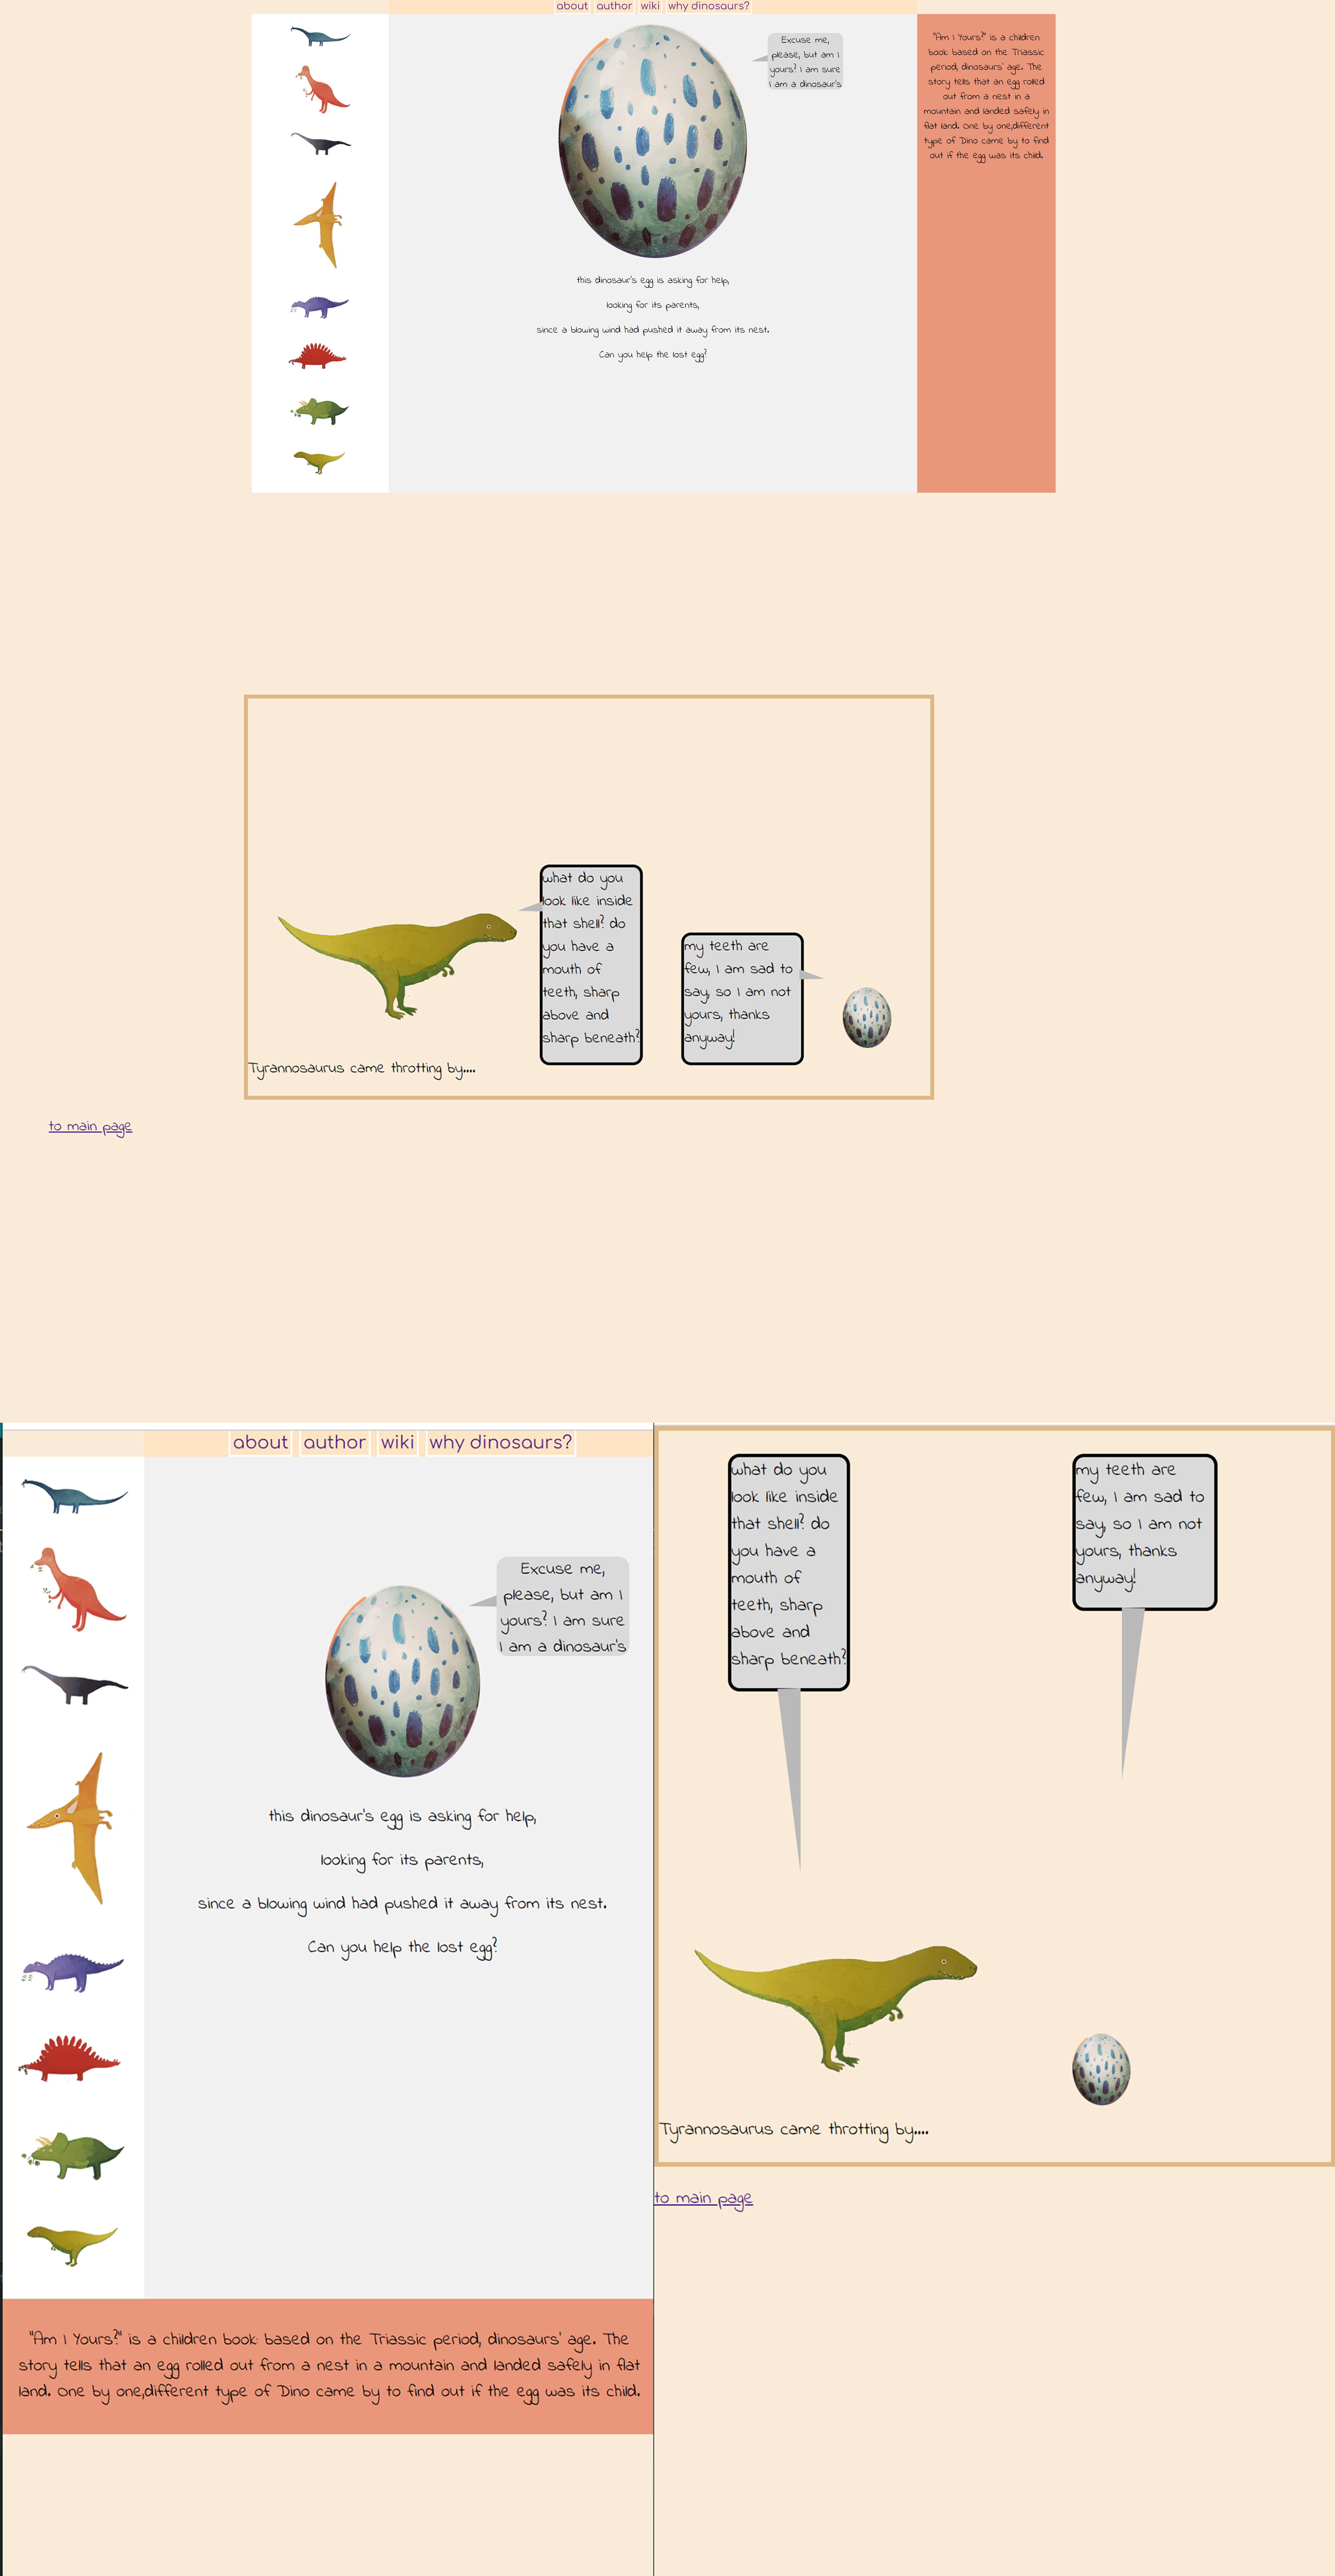 about author wiki why dinosaurs?
Excuse me,
please, but am I
yours? I am sure
I am a dinosaur's
this dinosaur's egg is asking for help,
looking for its parents,
since a blowing wind had pushed it away from its nest.
Can you help the lost egg?
"Am I Yours?" is a children
book based on the Triassic
period, dinosaurs' age. The
story tells that an egg rolled
out from a nest in a
mountain and landed safely in
flat land. One by one,different
type of Dino came by to find
out if the egg was its child.
what do you
look like inside
that shell? do
you have a
mouth of
teeth, sharp
above and
sharp beneath?
my teeth are
few, I am sad to
say, so I am not
yours, thanks
anyway!
Tyrannosaurus came throtting by....
to main page
about author wiki why dinosaurs?
Excuse me,
please, but am I
yours? I am sure
I am a dinosaur's
this dinosaur's egg is asking for help,
looking for its parents,
since a blowing wind had pushed it away from its nest.
Can you help the lost egg?
"Am I Yours?" is a children book based on the Triassic period, dinosaurs' age. The
story tells that an egg rolled out from a nest in a mountain and landed safely in flat
land. One by one,different type of Dino came by to find out if the egg was its child.
what do you
look like inside
that shell? do
you have a
mouth of
teeth, sharp
above and
sharp beneath?
my teeth are
few, I am sad to
say, so I am not
yours, thanks
anyway!
Tyrannosaurus came throtting by....
to main page